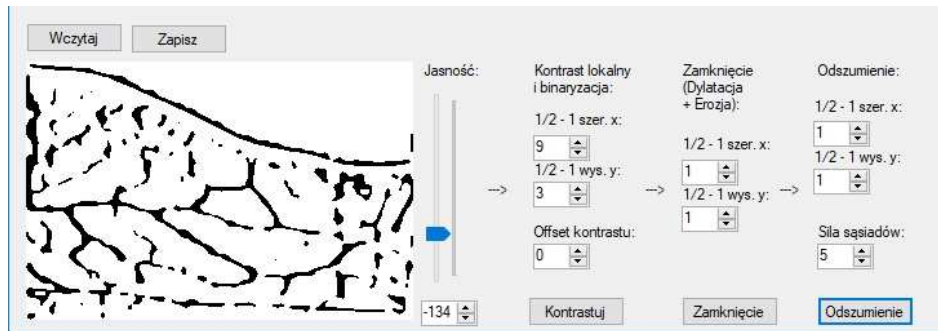 Wczytaj
Zapisz
Jasność:
-134
-->
Kontrast lokalny
i binaryzacja:
1/2 - 1 szer. x:
9
1/2 - 1 wys. y:
3
Offset kontrastu:
0
Kontrastuj
-->
Zamknięcie
(Dylatacja
+ Erozja):
1/2 - 1 szer. x:
1
1/2 - 1 wys. y:
1
Zamknięcie
-->
Odszumienie:
1/2 - 1 szer. x:
1
1/2 - 1 wys. y:
1
Sila sąsiadów:
5
Odszumienie